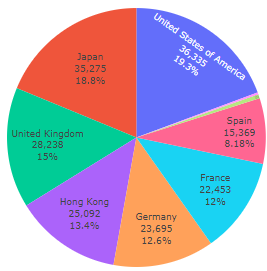 United States of America
36,335
19.3%
Japan
35,275
18.8%
Spain
15,369
8.18%
United Kingdom
28,238
15%
France
22,453
12%
Hong Kong
25,092
13.4%
Germany
23,695
12.6%